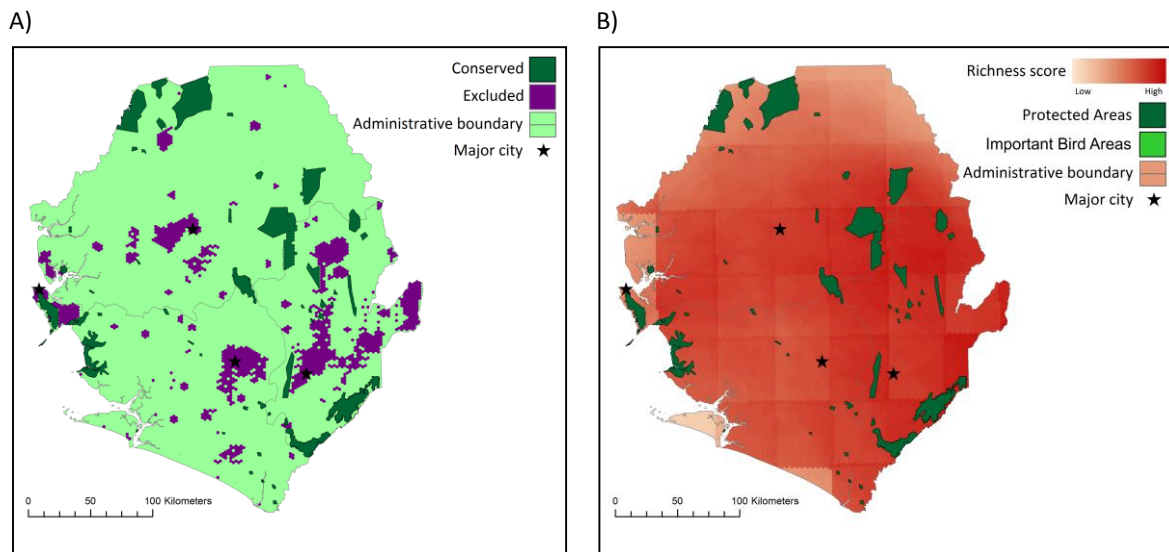 A)
Conserved
Excluded
Administrative boundary
Major city
0 50 100 Kilometers
B)
Richness score
Low High
Protected Areas
Important Bird Areas
Administrative boundary
Major city
0 50 100 Kilometers